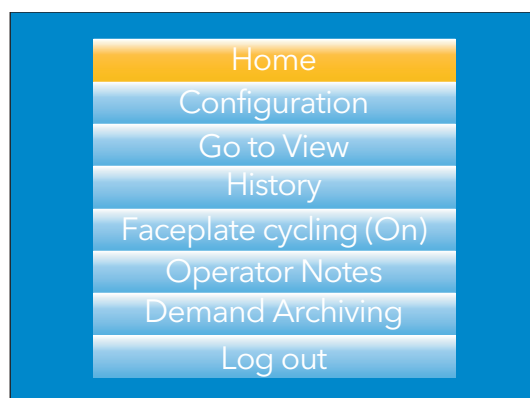 Home
Configuration
Go to View
History
Faceplate cycling (On)
Operator Notes
Demand Archiving
Log out